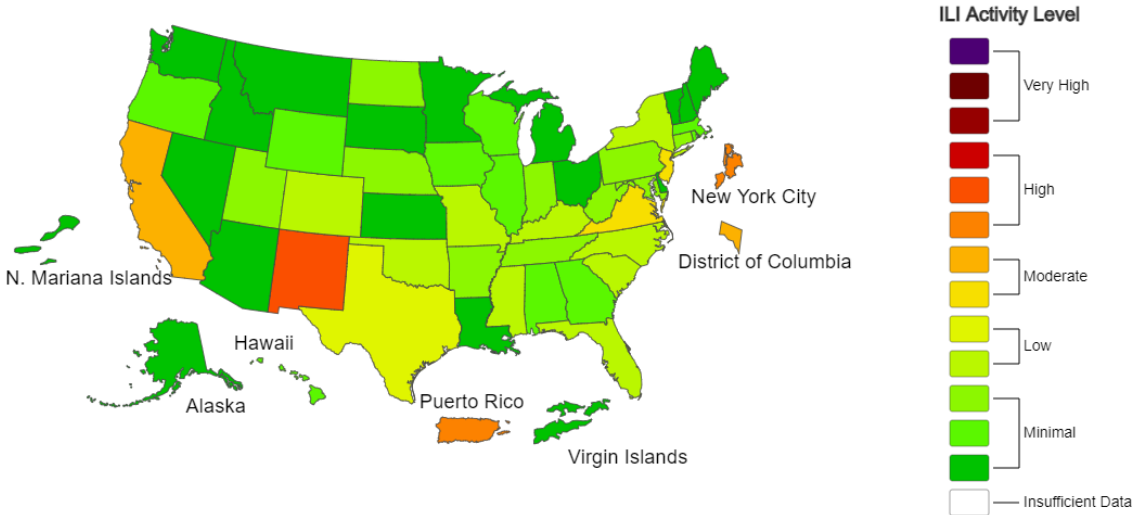 ILI Activity Level
Very High
High
Moderate
Low
Minimal
Insufficient Data
New York City
District of Columbia
N. Mariana Islands
Hawaii
Alaska
Puerto Rico
Virgin Islands